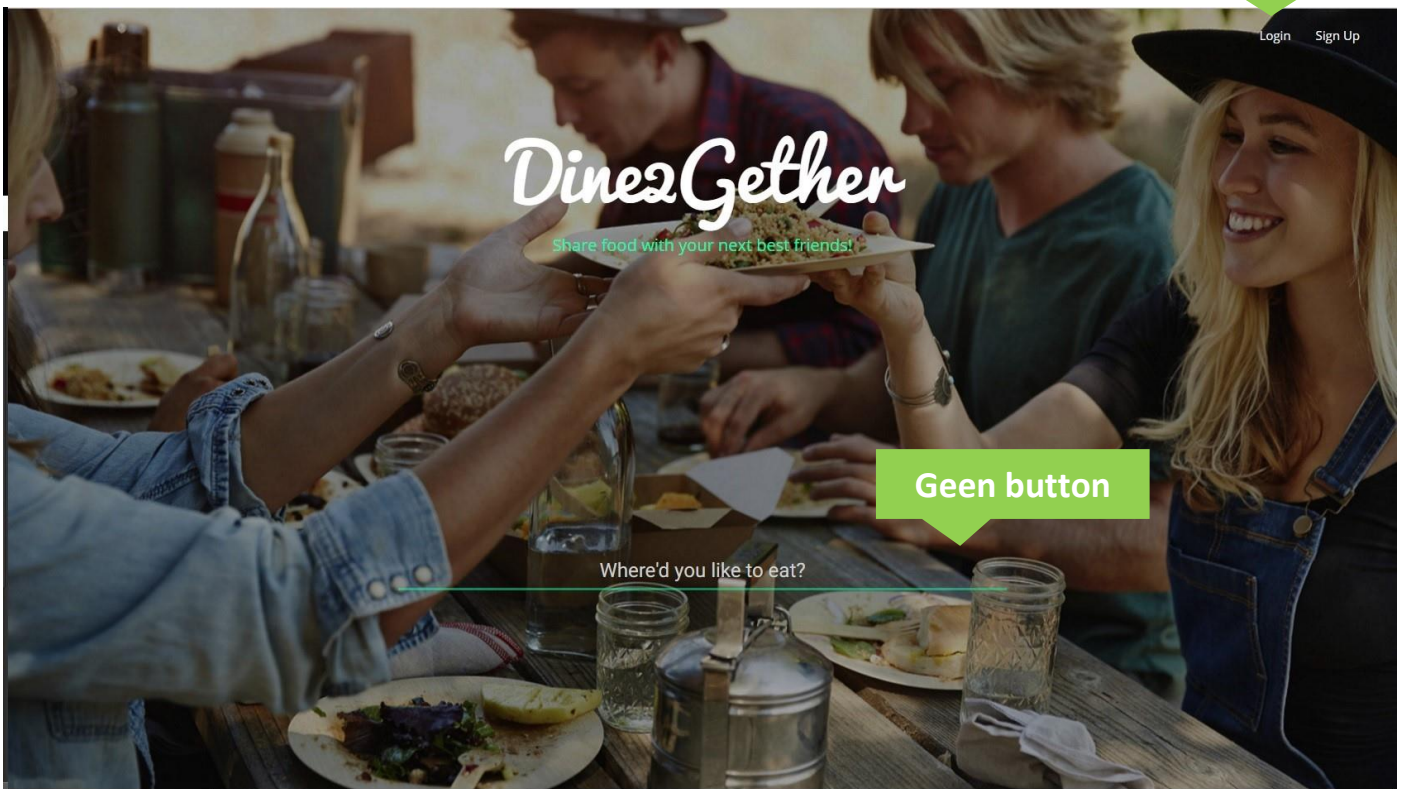 Login Sign Up
Dine2Gether
Share food with your next best friends!
Geen button
Where'd you like to eat?